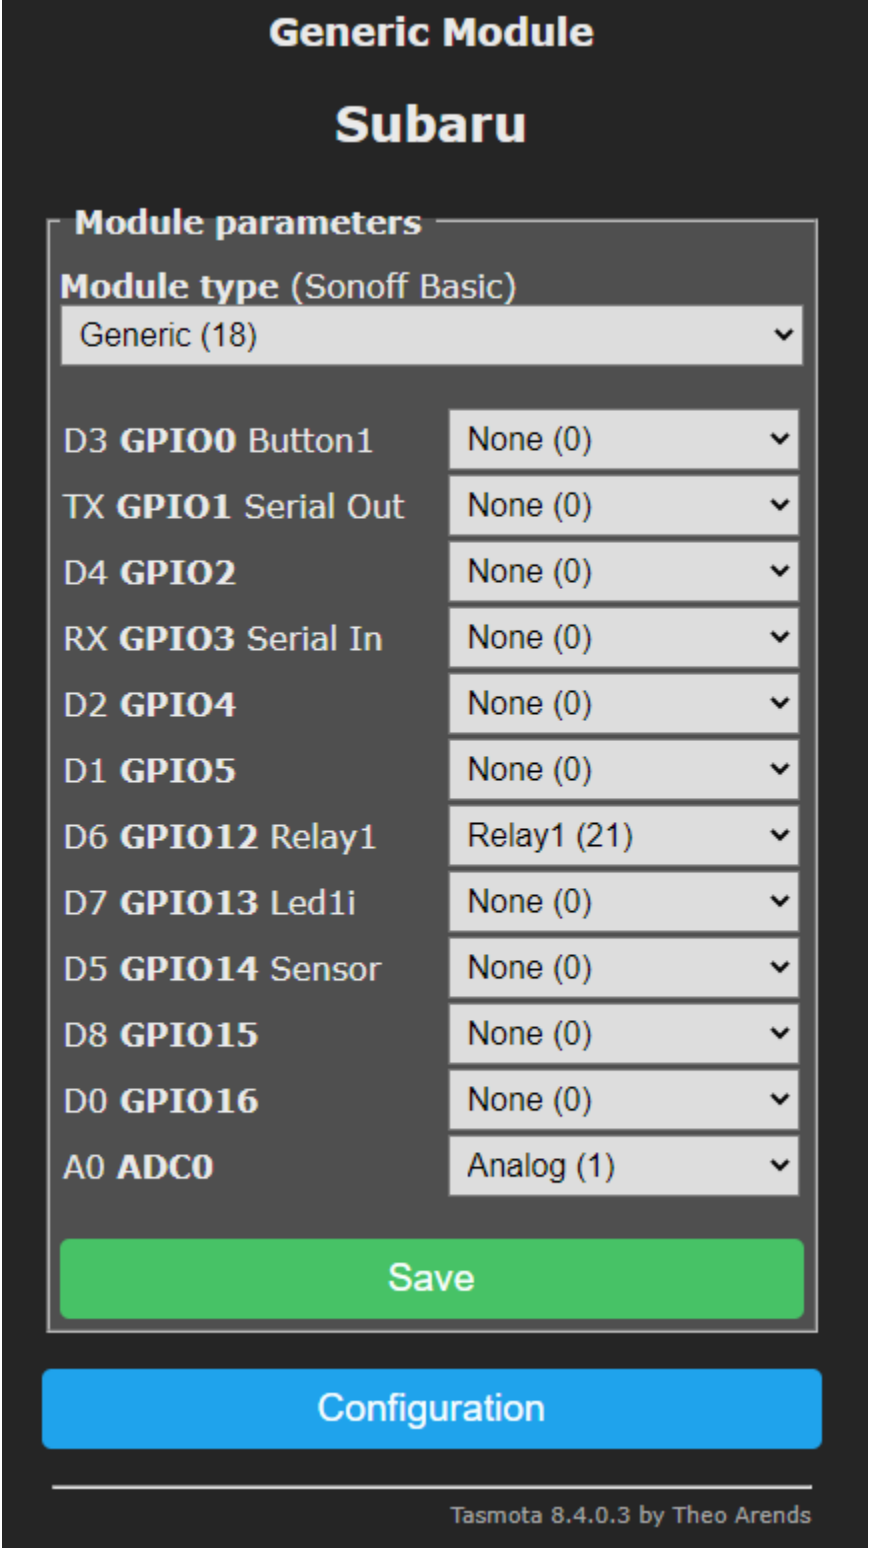 Generic Module
Subaru
Module parameters
Module type (Sonoff Basic)
Generic (18)
D3 GPIO0 Button1 None (0)
TX GPIO1 Serial Out None (0)
D4 GPIO2 None (0)
RX GPIO3 Serial In None (0)
D2 GPIO4 None (0)
D1 GPIO5 None (0)
D6 GPIO12 Relay1 Relay1 (21)
D7 GPIO13 Led1i None (0)
D5 GPIO14 Sensor None (0)
D8 GPIO15 None (0)
D0 GPIO16 None (0)
A0 ADC0 Analog (1)
Save
Configuration
Tasmota 8.4.0.3 by Theo Arends